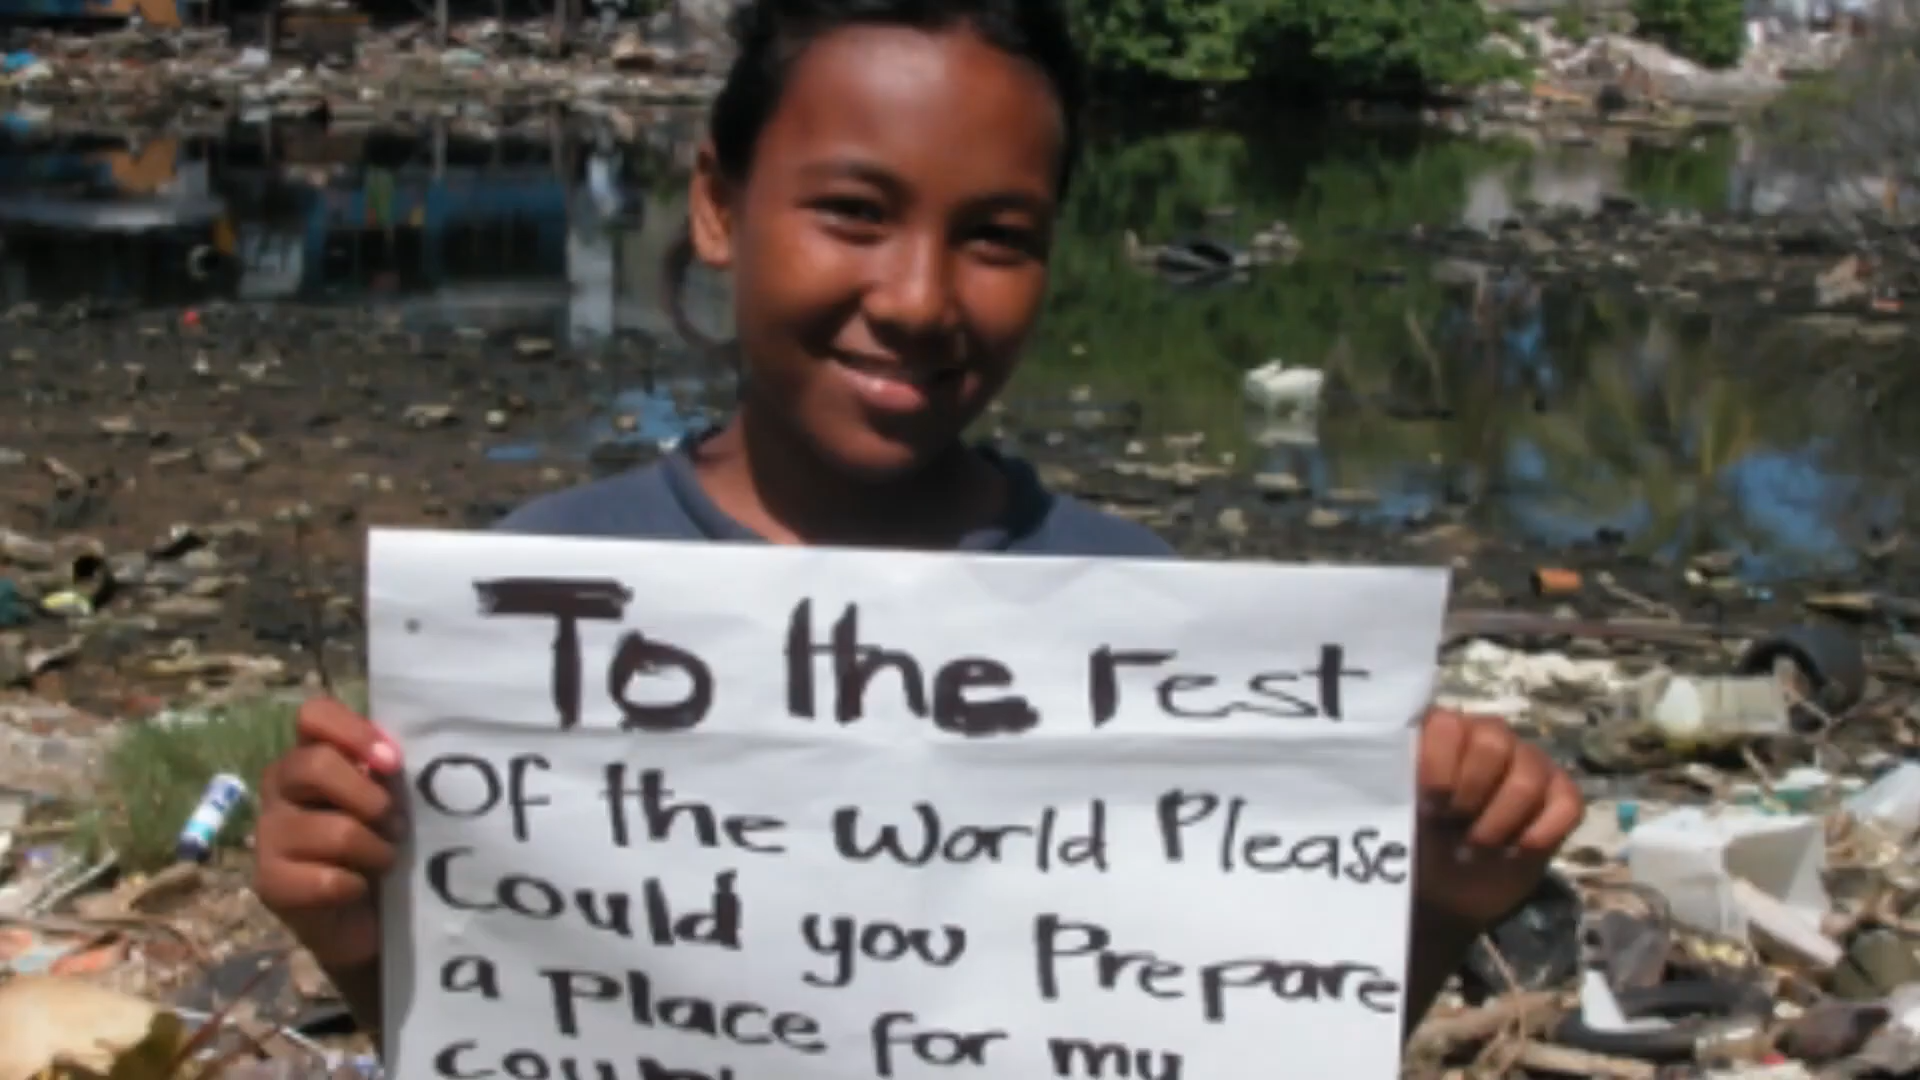 To the rest
Of the World Please
Could you Prepare
a Place for my